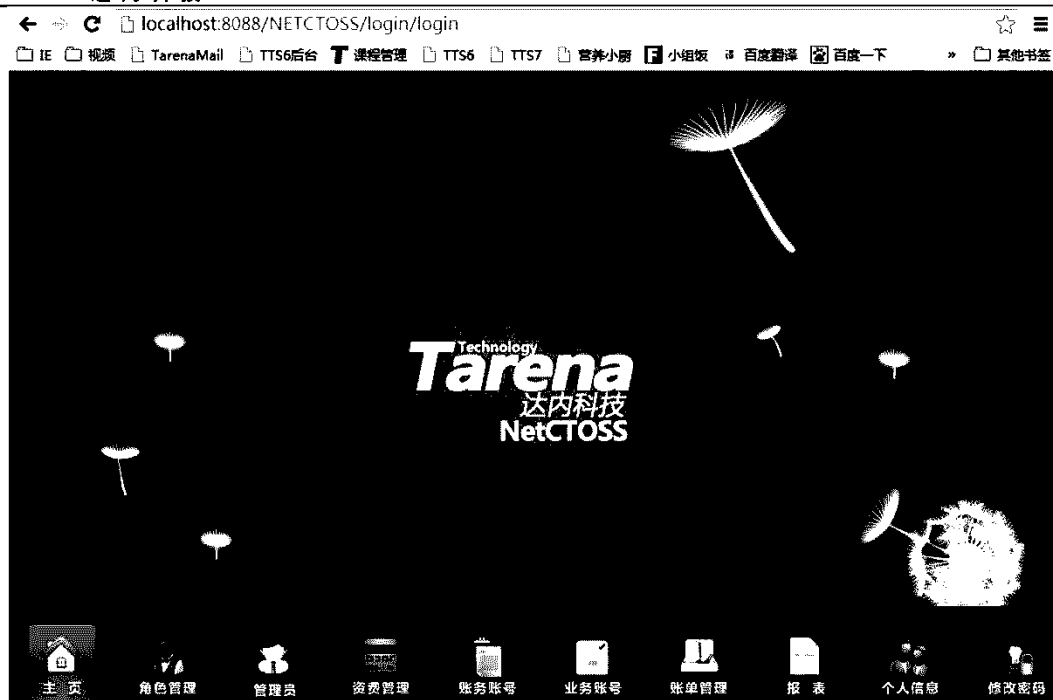 localhost:8088/NETCTOSS/login/login
IE 视频 TarenaMail TTS6后台 课程管理 TTS6 TTS7 营养小厨 小组饭 百度翻译 百度一下 » 其他书签
Technology
Tarena
达内科技
NetCTOSS
主 页 角色管理 管理员 资费管理 账务账号 业务账号 账单管理 报 表 个人信息 修改密码